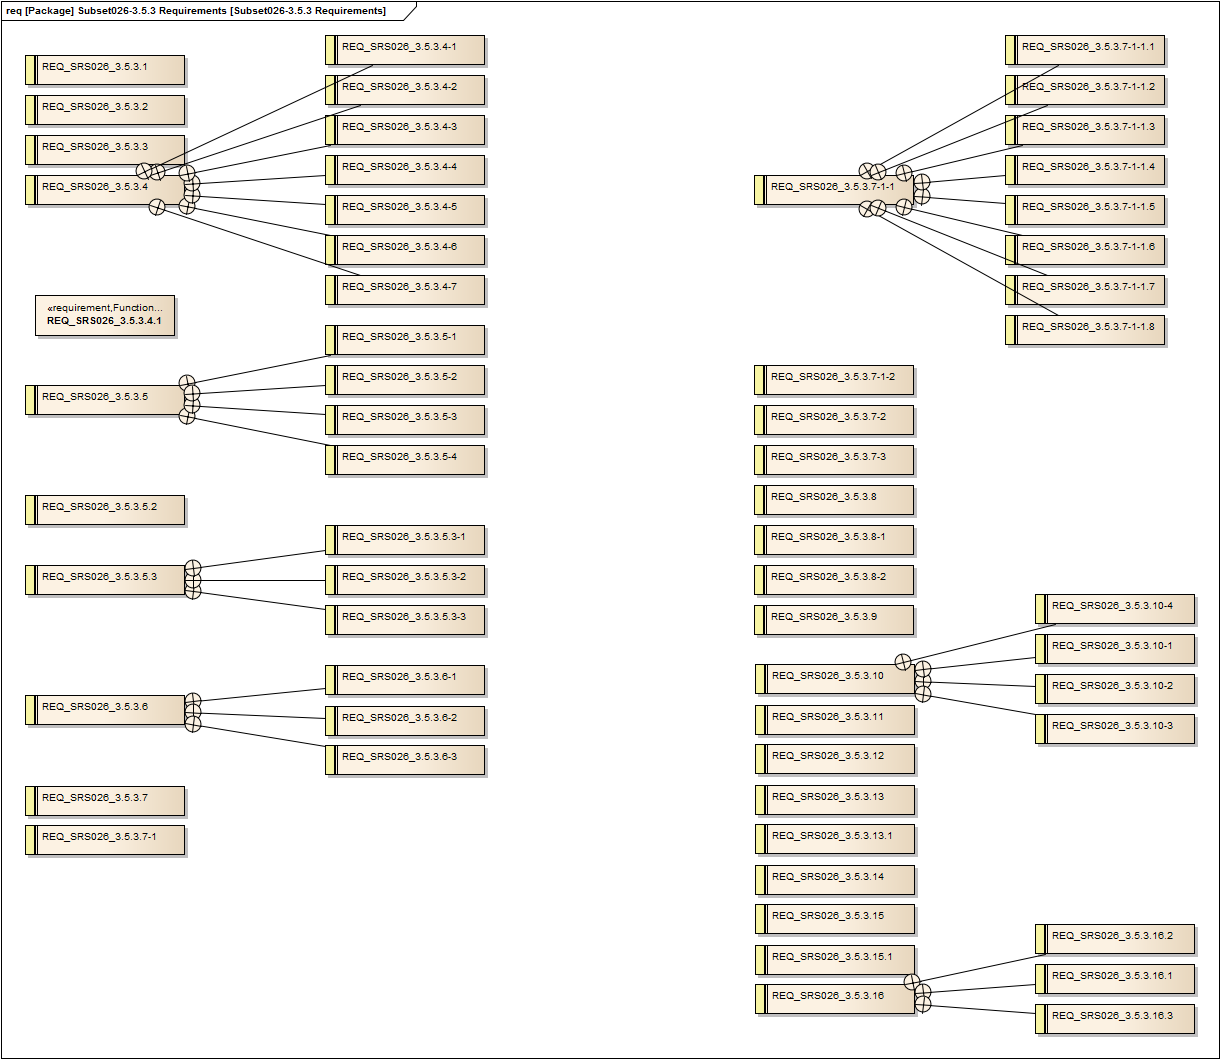 req [Package] Subset026-3.5.3 Requirements [Subset026-3.5.3 Requirements]
REQ_SRS026_3.5.3.1
REQ_SRS026_3.5.3.2
REQ_SRS026_3.5.3.3
REQ_SRS026_3.5.3.4
«requirement,Function...
REQ_SRS026_3.5.3.4.1
REQ_SRS026_3.5.3.5
REQ_SRS026_3.5.3.5.2
REQ_SRS026_3.5.3.5.3
REQ_SRS026_3.5.3.6
REQ_SRS026_3.5.3.7
REQ_SRS026_3.5.3.7-1
REQ_SRS026_3.5.3.4-1
REQ_SRS026_3.5.3.4-2
REQ_SRS026_3.5.3.4-3
REQ_SRS026_3.5.3.4-4
REQ_SRS026_3.5.3.4-5
REQ_SRS026_3.5.3.4-6
REQ_SRS026_3.5.3.4-7
REQ_SRS026_3.5.3.5-1
REQ_SRS026_3.5.3.5-2
REQ_SRS026_3.5.3.5-3
REQ_SRS026_3.5.3.5-4
REQ_SRS026_3.5.3.5.3-1
REQ_SRS026_3.5.3.5.3-2
REQ_SRS026_3.5.3.5.3-3
REQ_SRS026_3.5.3.6-1
REQ_SRS026_3.5.3.6-2
REQ_SRS026_3.5.3.6-3
REQ_SRS026_3.5.3.7-1-1
REQ_SRS026_3.5.3.7-1-2
REQ_SRS026_3.5.3.7-2
REQ_SRS026_3.5.3.7-3
REQ_SRS026_3.5.3.8
REQ_SRS026_3.5.3.8-1
REQ_SRS026_3.5.3.8-2
REQ_SRS026_3.5.3.9
REQ_SRS026_3.5.3.10
REQ_SRS026_3.5.3.11
REQ_SRS026_3.5.3.12
REQ_SRS026_3.5.3.13
REQ_SRS026_3.5.3.13.1
REQ_SRS026_3.5.3.14
REQ_SRS026_3.5.3.15
REQ_SRS026_3.5.3.15.1
REQ_SRS026_3.5.3.16
REQ_SRS026_3.5.3.7-1-1.1
REQ_SRS026_3.5.3.7-1-1.2
REQ_SRS026_3.5.3.7-1-1.3
REQ_SRS026_3.5.3.7-1-1.4
REQ_SRS026_3.5.3.7-1-1.5
REQ_SRS026_3.5.3.7-1-1.6
REQ_SRS026_3.5.3.7-1-1.7
REQ_SRS026_3.5.3.7-1-1.8
REQ_SRS026_3.5.3.10-4
REQ_SRS026_3.5.3.10-1
REQ_SRS026_3.5.3.10-2
REQ_SRS026_3.5.3.10-3
REQ_SRS026_3.5.3.16.2
REQ_SRS026_3.5.3.16.1
REQ_SRS026_3.5.3.16.3